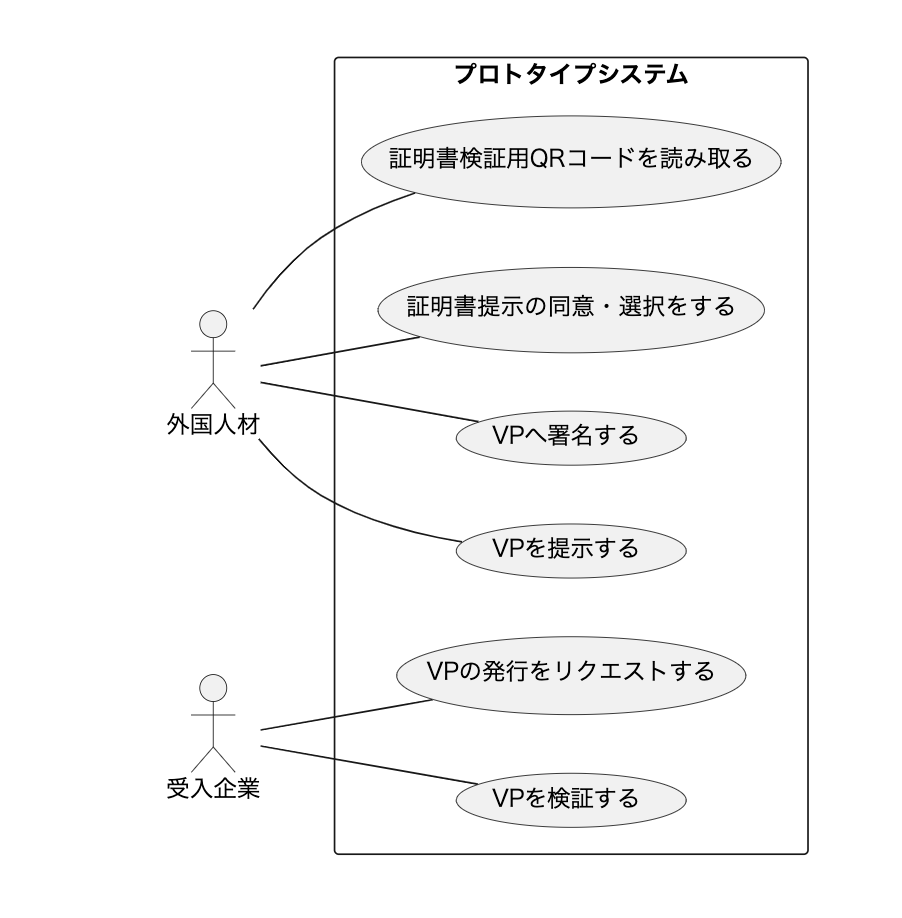 プロトタイプシステム
証明書検証用QRコードを読み取る
証明書提示の同意・選択をする
外国人材
VPへ署名する
VPを提示する
VPの発行をリクエストする
受入企業
VPを検証する